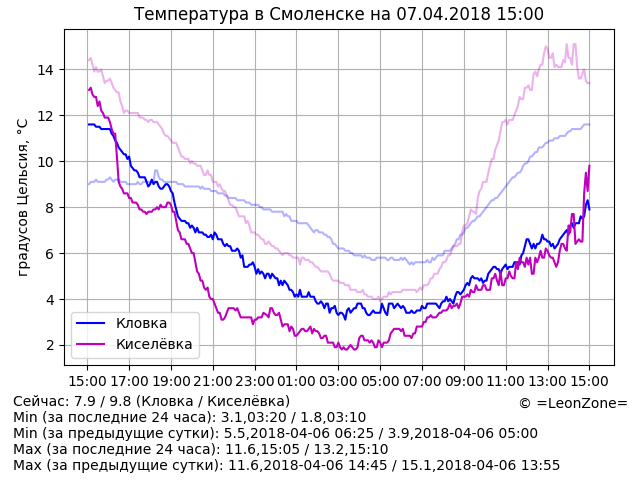 Температура в Смоленске на 07.04.2018 15:00
градусов Цельсия, °C
14
12
10
8
6
4
2
Кловка
Киселёвка
15:00 17:00 19:00 21:00 23:00 01:00 03:00 05:00 07:00 09:00 11:00 13:00 15:00
Сейчас: 7.9 / 9.8 (Кловка / Киселёвка)
© =LeonZone=
Min (за последние 24 часа): 3.1,03:20 / 1.8,03:10
Min (за предыдущие сутки): 5.5,2018-04-06 06:25 / 3.9,2018-04-06 05:00
Max (за последние 24 часа): 11.6,15:05 / 13.2,15:10
Max (за предыдущие сутки): 11.6,2018-04-06 14:45 / 15.1,2018-04-06 13:55